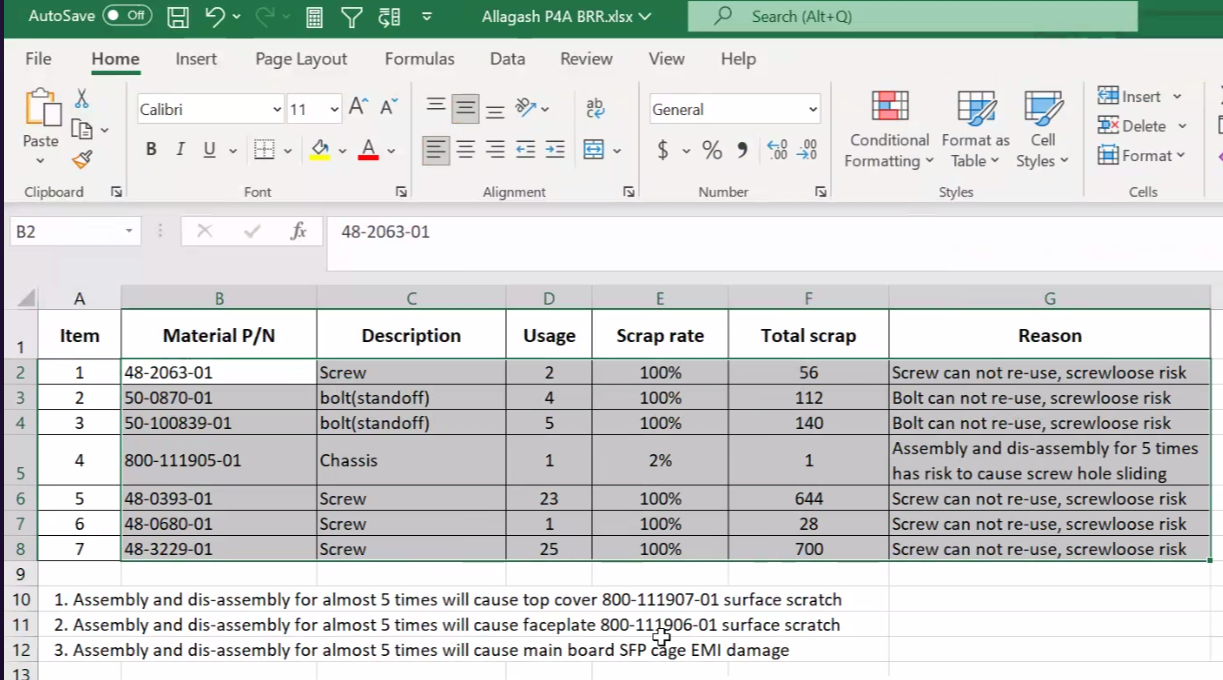 AutoSave Off Allagash P4A BRR.xlsx Search (Alt+Q)
File Home Insert Page Layout Formulas Data Review View Help
Paste
Calibri 11 A A
B I U A
ab
General
$ % 9 .00 .00
Conditional Formatting
Format as Table
Cell Styles
Insert
Delete
Format
Clipboard Font Alignment Number Styles Cells
B2 fx 48-2063-01
A B C D E F G
1 Item Material P/N Description Usage Scrap rate Total scrap Reason
2 1 48-2063-01 Screw 2 100% 56 Screw can not re-use, screwloose risk
3 2 50-0870-01 bolt(standoff) 4 100% 112 Bolt can not re-use, screwloose risk
4 3 50-100839-01 bolt(standoff) 5 100% 140 Bolt can not re-use, screwloose risk
5 4 800-111905-01 Chassis 1 2% 1 Assembly and dis-assembly for 5 times
has risk to cause screw hole sliding
6 5 48-0393-01 Screw 23 100% 644 Screw can not re-use, screwloose risk
7 6 48-0680-01 Screw 1 100% 28 Screw can not re-use, screwloose risk
8 7 48-3229-01 Screw 25 100% 700 Screw can not re-use, screwloose risk
9
10 1. Assembly and dis-assembly for almost 5 times will cause top cover 800-111907-01 surface scratch
11 2. Assembly and dis-assembly for almost 5 times will cause faceplate 800-111906-01 surface scratch
12 3. Assembly and dis-assembly for almost 5 times will cause main board SFP cage EMI damage
13